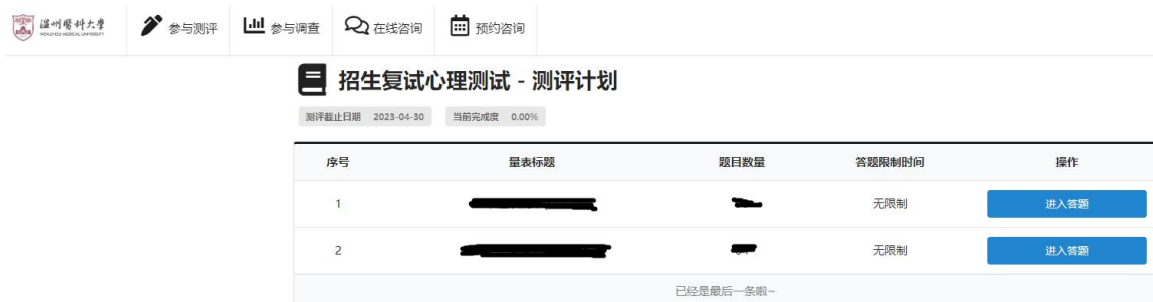 温州医科大学 参与测评 参与调查 在线咨询 预约咨询
WENZHOU MEDICAL UNIVERSITY
招生复试心理测试 - 测评计划
测评截止日期 2023-04-30 当前完成度 0.00%
序号 量表标题 题目数量 答题限制时间 操作
1 无限制 进入答题
2 无限制 进入答题
已经是最后一条啦~